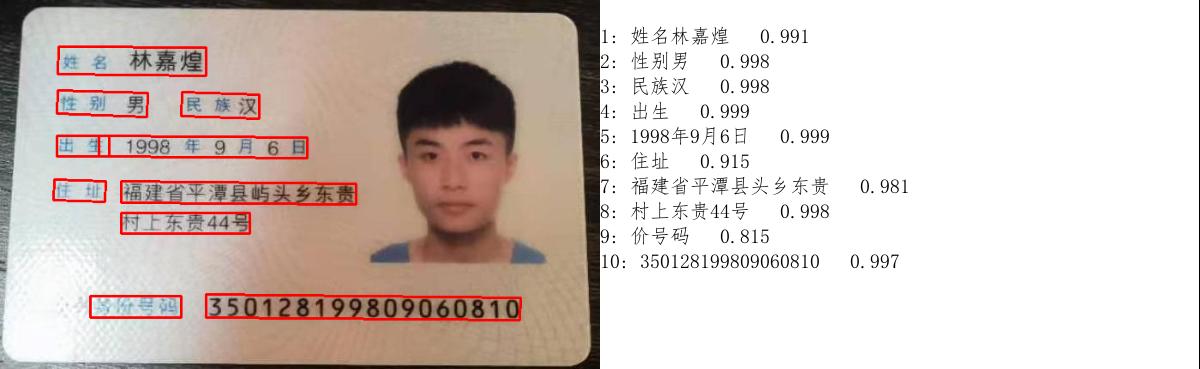 姓名 林嘉煌
性别 男 民族 汉
出生 1998 年 9 月 6 日
住址 福建省平潭县屿头乡东贵
村上东贵44号
身份号码 350128199809060810
1: 姓名林嘉煌 0.991
2: 性别男 0.998
3: 民族汉 0.998
4: 出生 0.999
5: 1998年9月6日 0.999
6: 住址 0.915
7: 福建省平潭县头乡东贵 0.981
8: 村上东贵44号 0.998
9: 价号码 0.815
10: 350128199809060810 0.997